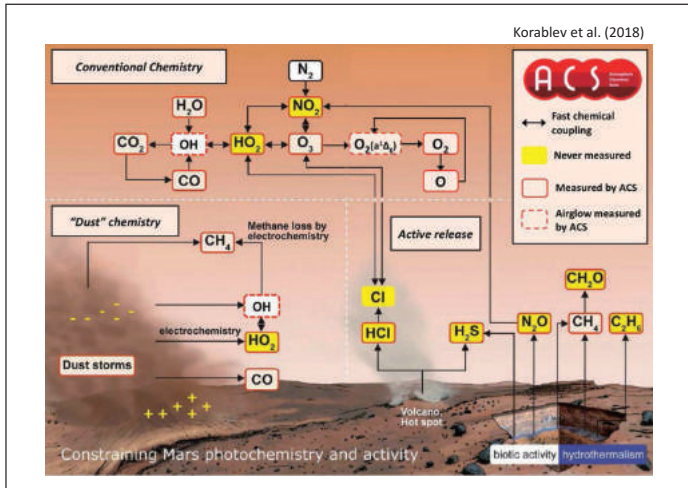 Korablev et al. (2018)
Conventional Chemistry
N₂
NO₂
H₂O
CO₂
OH
HO₂
O₃
O₂(a¹Δg)
O₂
CO
O
ACS
Fast chemical
coupling
Never measured
Measured by ACS
Airglow measured
by ACS
"Dust" chemistry
Methane loss by
electrochemistry
CH₄
OH
electrochemistry
HO₂
Dust storms
CO
Active release
Cl
HCl
H₂S
N₂O
CH₂O
CH₄
C₂H₆
Volcano,
Hot spot
biotic activity
hydrothermalism
Constraining Mars photochemistry and activity